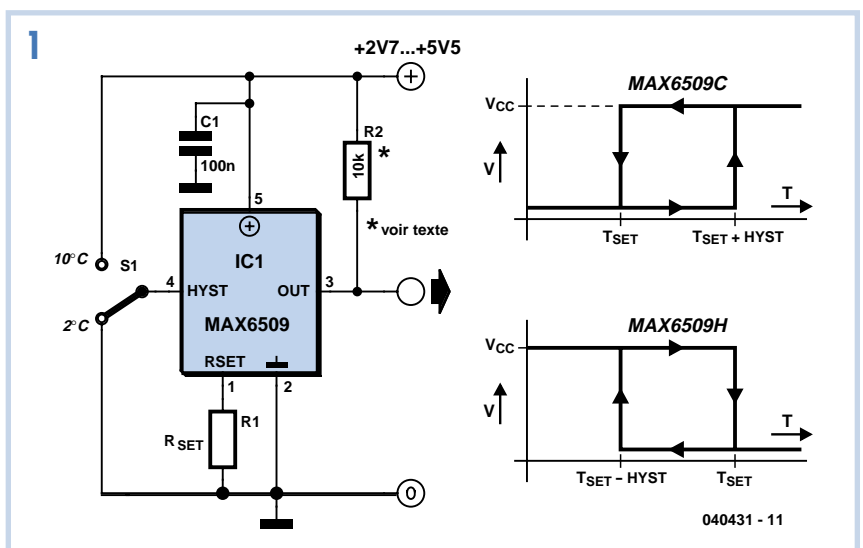 1
+2V7...+5V5
C1
100n
R2
10k
*
* voir texte
5
10°C
S1
2°C
4
HYST
IC1
OUT
3
MAX6509
RSET
1
2
R SET
R1
0
MAX6509C
VCC
V
T
TSET
TSET + HYST
MAX6509H
VCC
V
T
TSET – HYST
TSET
040431 - 11